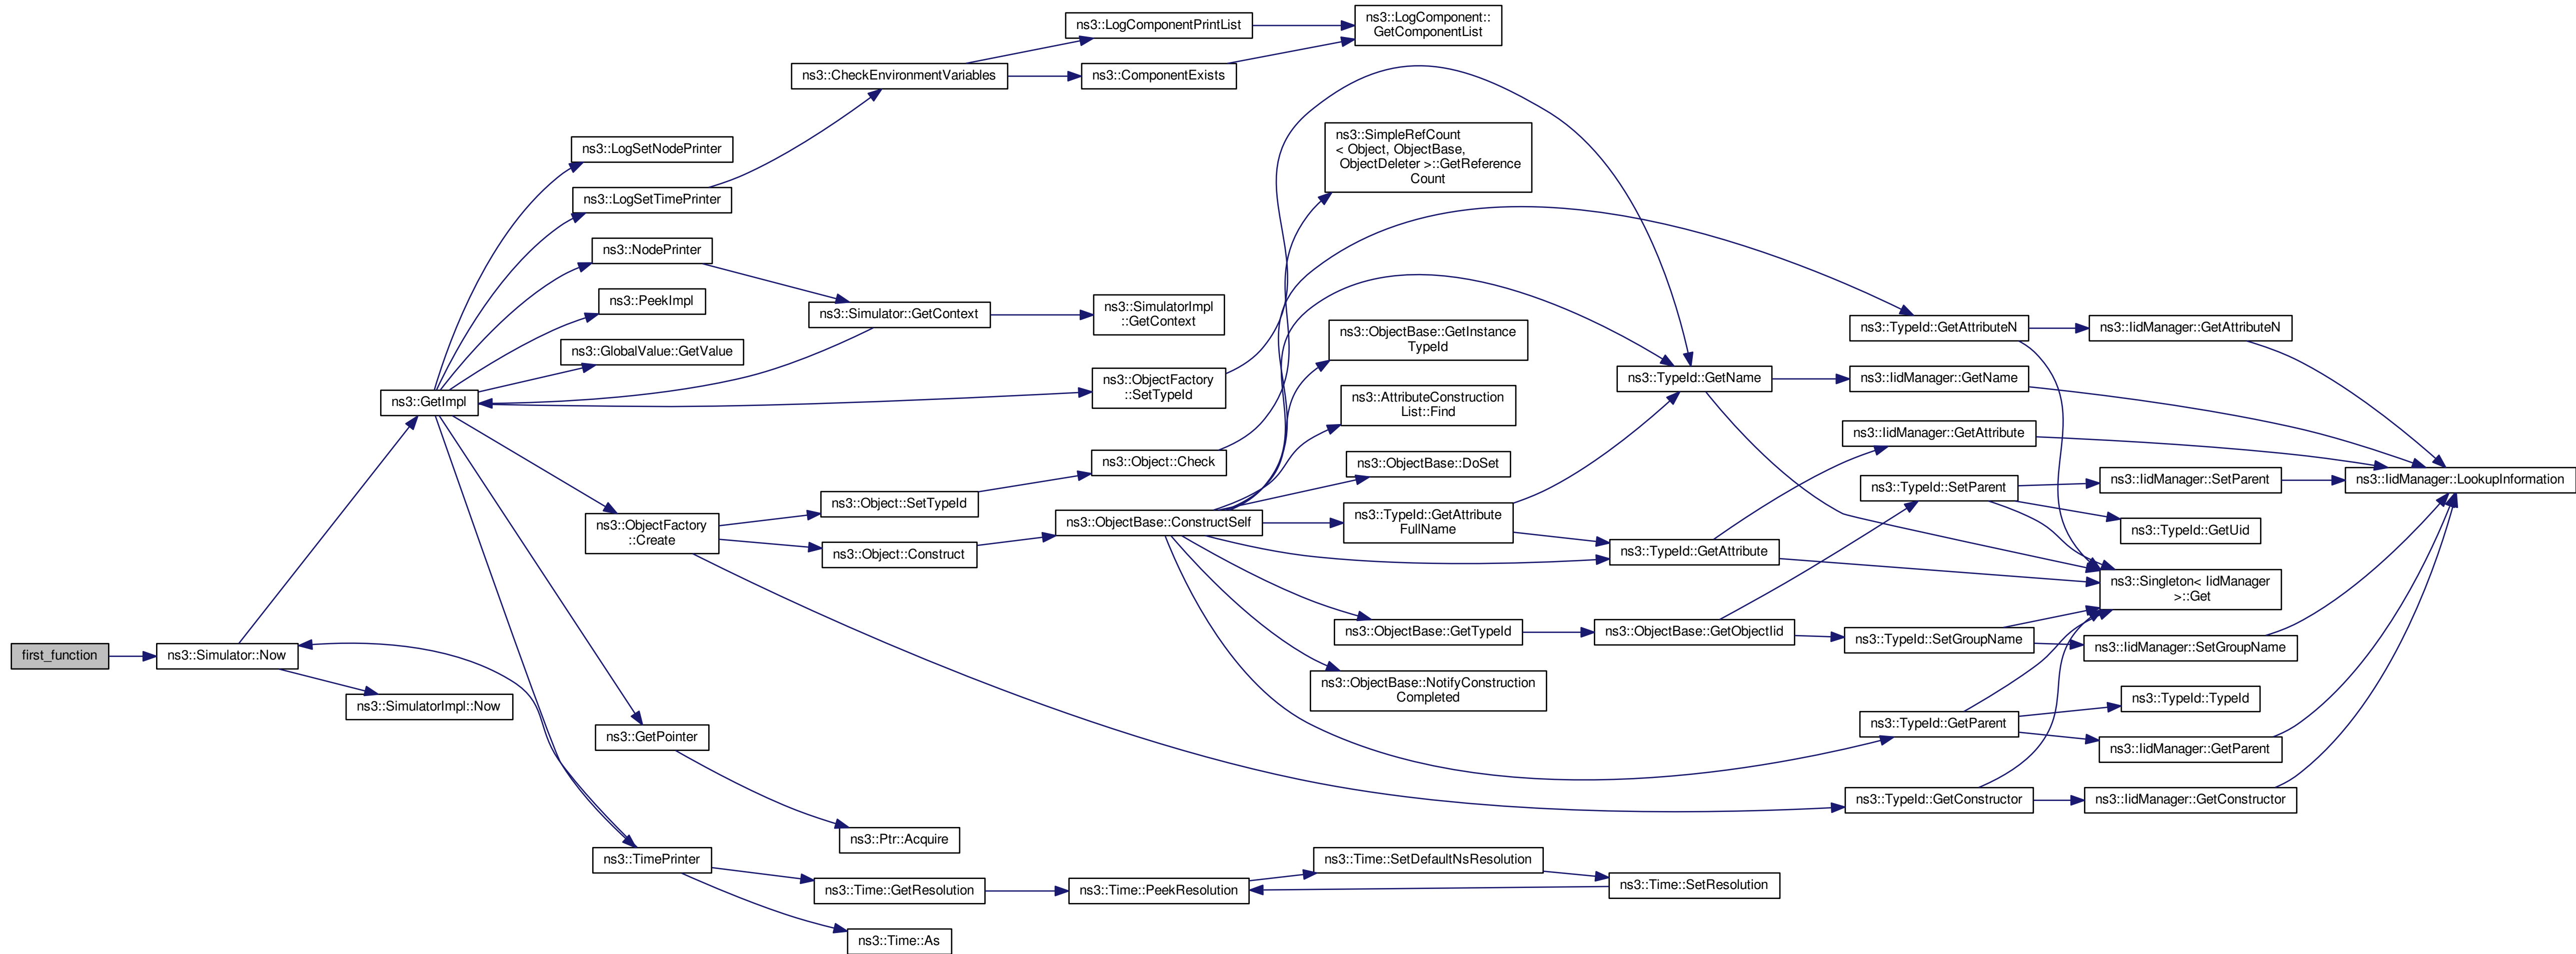 first_function
ns3::Simulator::Now
ns3::GetImpl
ns3::SimulatorImpl::Now
ns3::LogSetNodePrinter
ns3::LogSetTimePrinter
ns3::NodePrinter
ns3::PeekImpl
ns3::GlobalValue::GetValue
ns3::ObjectFactory
::Create
ns3::GetPointer
ns3::TimePrinter
ns3::CheckEnvironmentVariables
ns3::Simulator::GetContext
ns3::Object::SetTypeId
ns3::Object::Construct
ns3::Ptr::Acquire
ns3::Time::GetResolution
ns3::Time::As
ns3::LogComponentPrintList
ns3::ComponentExists
ns3::SimulatorImpl
::GetContext
ns3::ObjectFactory
::SetTypeId
ns3::Object::Check
ns3::ObjectBase::ConstructSelf
ns3::Time::PeekResolution
ns3::LogComponent::
GetComponentList
ns3::SimpleRefCount
< Object, ObjectBase,
ObjectDeleter >::GetReference
Count
ns3::ObjectBase::GetInstance
TypeId
ns3::AttributeConstruction
List::Find
ns3::ObjectBase::DoSet
ns3::TypeId::GetAttribute
FullName
ns3::ObjectBase::GetTypeId
ns3::ObjectBase::NotifyConstruction
Completed
ns3::Time::SetDefaultNsResolution
ns3::TypeId::GetName
ns3::TypeId::GetAttribute
ns3::ObjectBase::GetObjectIid
ns3::Time::SetResolution
ns3::TypeId::GetAttributeN
ns3::IidManager::GetName
ns3::IidManager::GetAttribute
ns3::TypeId::SetParent
ns3::TypeId::SetGroupName
ns3::TypeId::GetParent
ns3::TypeId::GetConstructor
ns3::IidManager::GetAttributeN
ns3::IidManager::SetParent
ns3::TypeId::GetUid
ns3::Singleton< IidManager
>::Get
ns3::IidManager::SetGroupName
ns3::TypeId::TypeId
ns3::IidManager::GetParent
ns3::IidManager::GetConstructor
ns3::IidManager::LookupInformation